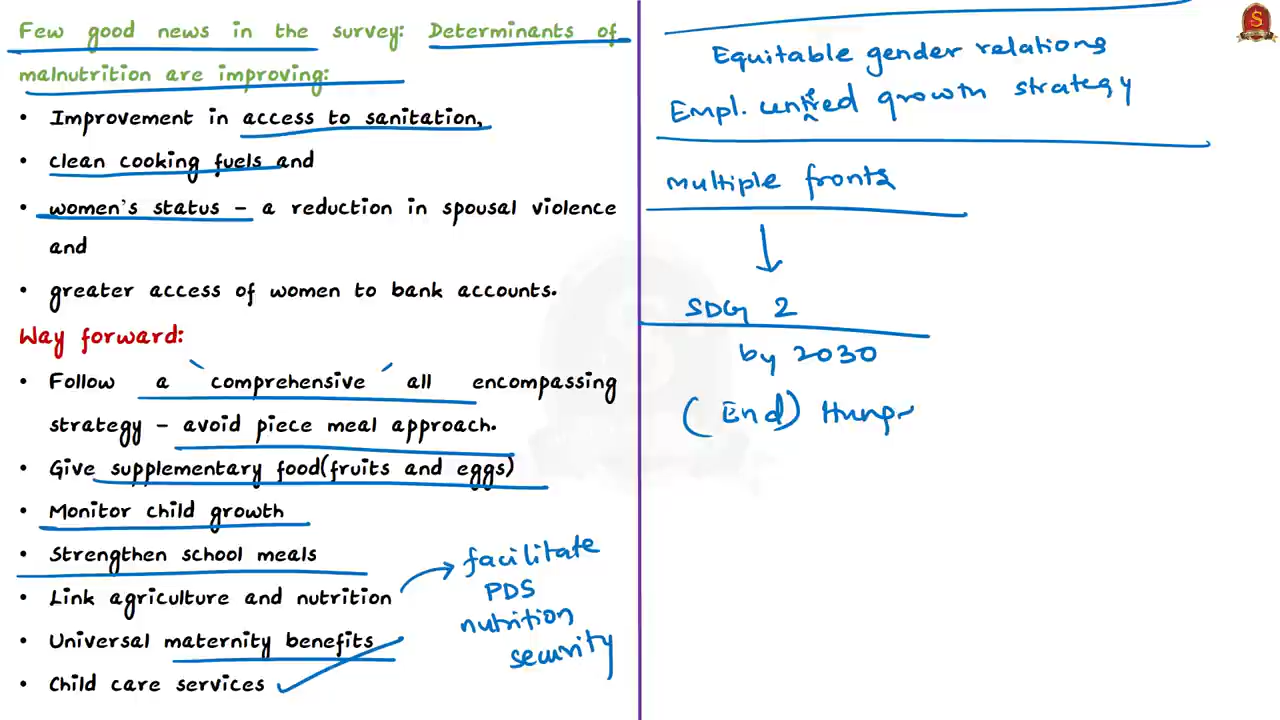 Few good news in the survey: Determinants of
malnutrition are improving:
• Improvement in access to sanitation,
• clean cooking fuels and
• women's status – a reduction in spousal violence
and
• greater access of women to bank accounts.
Way forward:
• Follow a comprehensive all encompassing
strategy – avoid piece meal approach.
• Give supplementary food(fruits and eggs)
• Monitor child growth
• Strengthen school meals
• Link agriculture and nutrition
• Universal maternity benefits
• Child care services
facilitate
PDS
nutrition
security
Equitable gender relations
Empl. centred growth strategy
multiple fronts
SDG 2
by 2030
(End) Hung